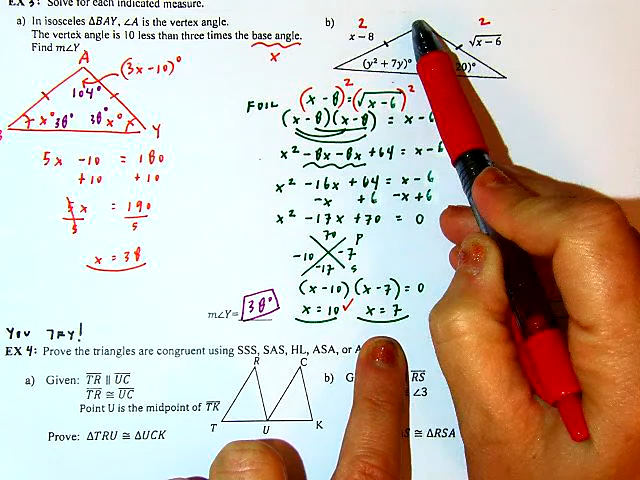 EX 3: Solve for each indicated measure.
a) In isosceles ΔBAY, ∠A is the vertex angle.
The vertex angle is 10 less than three times the base angle.
Find m∠Y
x
A
(3x-10)°
104°
x° 38° 38° x°
Y
5x -10 = 180
+10 +10
5x = 190
5 5
x = 38
m∠Y= 38°
b)
2 2
x − 8 √x−6
(y² + 7y)° 20)°
(x - 8)² = (√x-6)²
FOIL
(x - 8)(x - 8) = x - 6
x² - 8x - 8x + 64 = x - 6
x² - 16x + 64 = x - 6
-x + 6 -x + 6
x² - 17x + 70 = 0
70 P
-10 -7
-17 S
(x - 10)(x - 7) = 0
x = 10 ✓ x = 7
YOU TRY!
EX 4: Prove the triangles are congruent using SSS, SAS, HL, ASA, or A
a) Given: TR ∥ UC
TR ≅ UC
Point U is the midpoint of TK
Prove: ΔTRU ≅ ΔUCK
R C
T U K
b) G RS
∠3
S ≅ ΔRSA